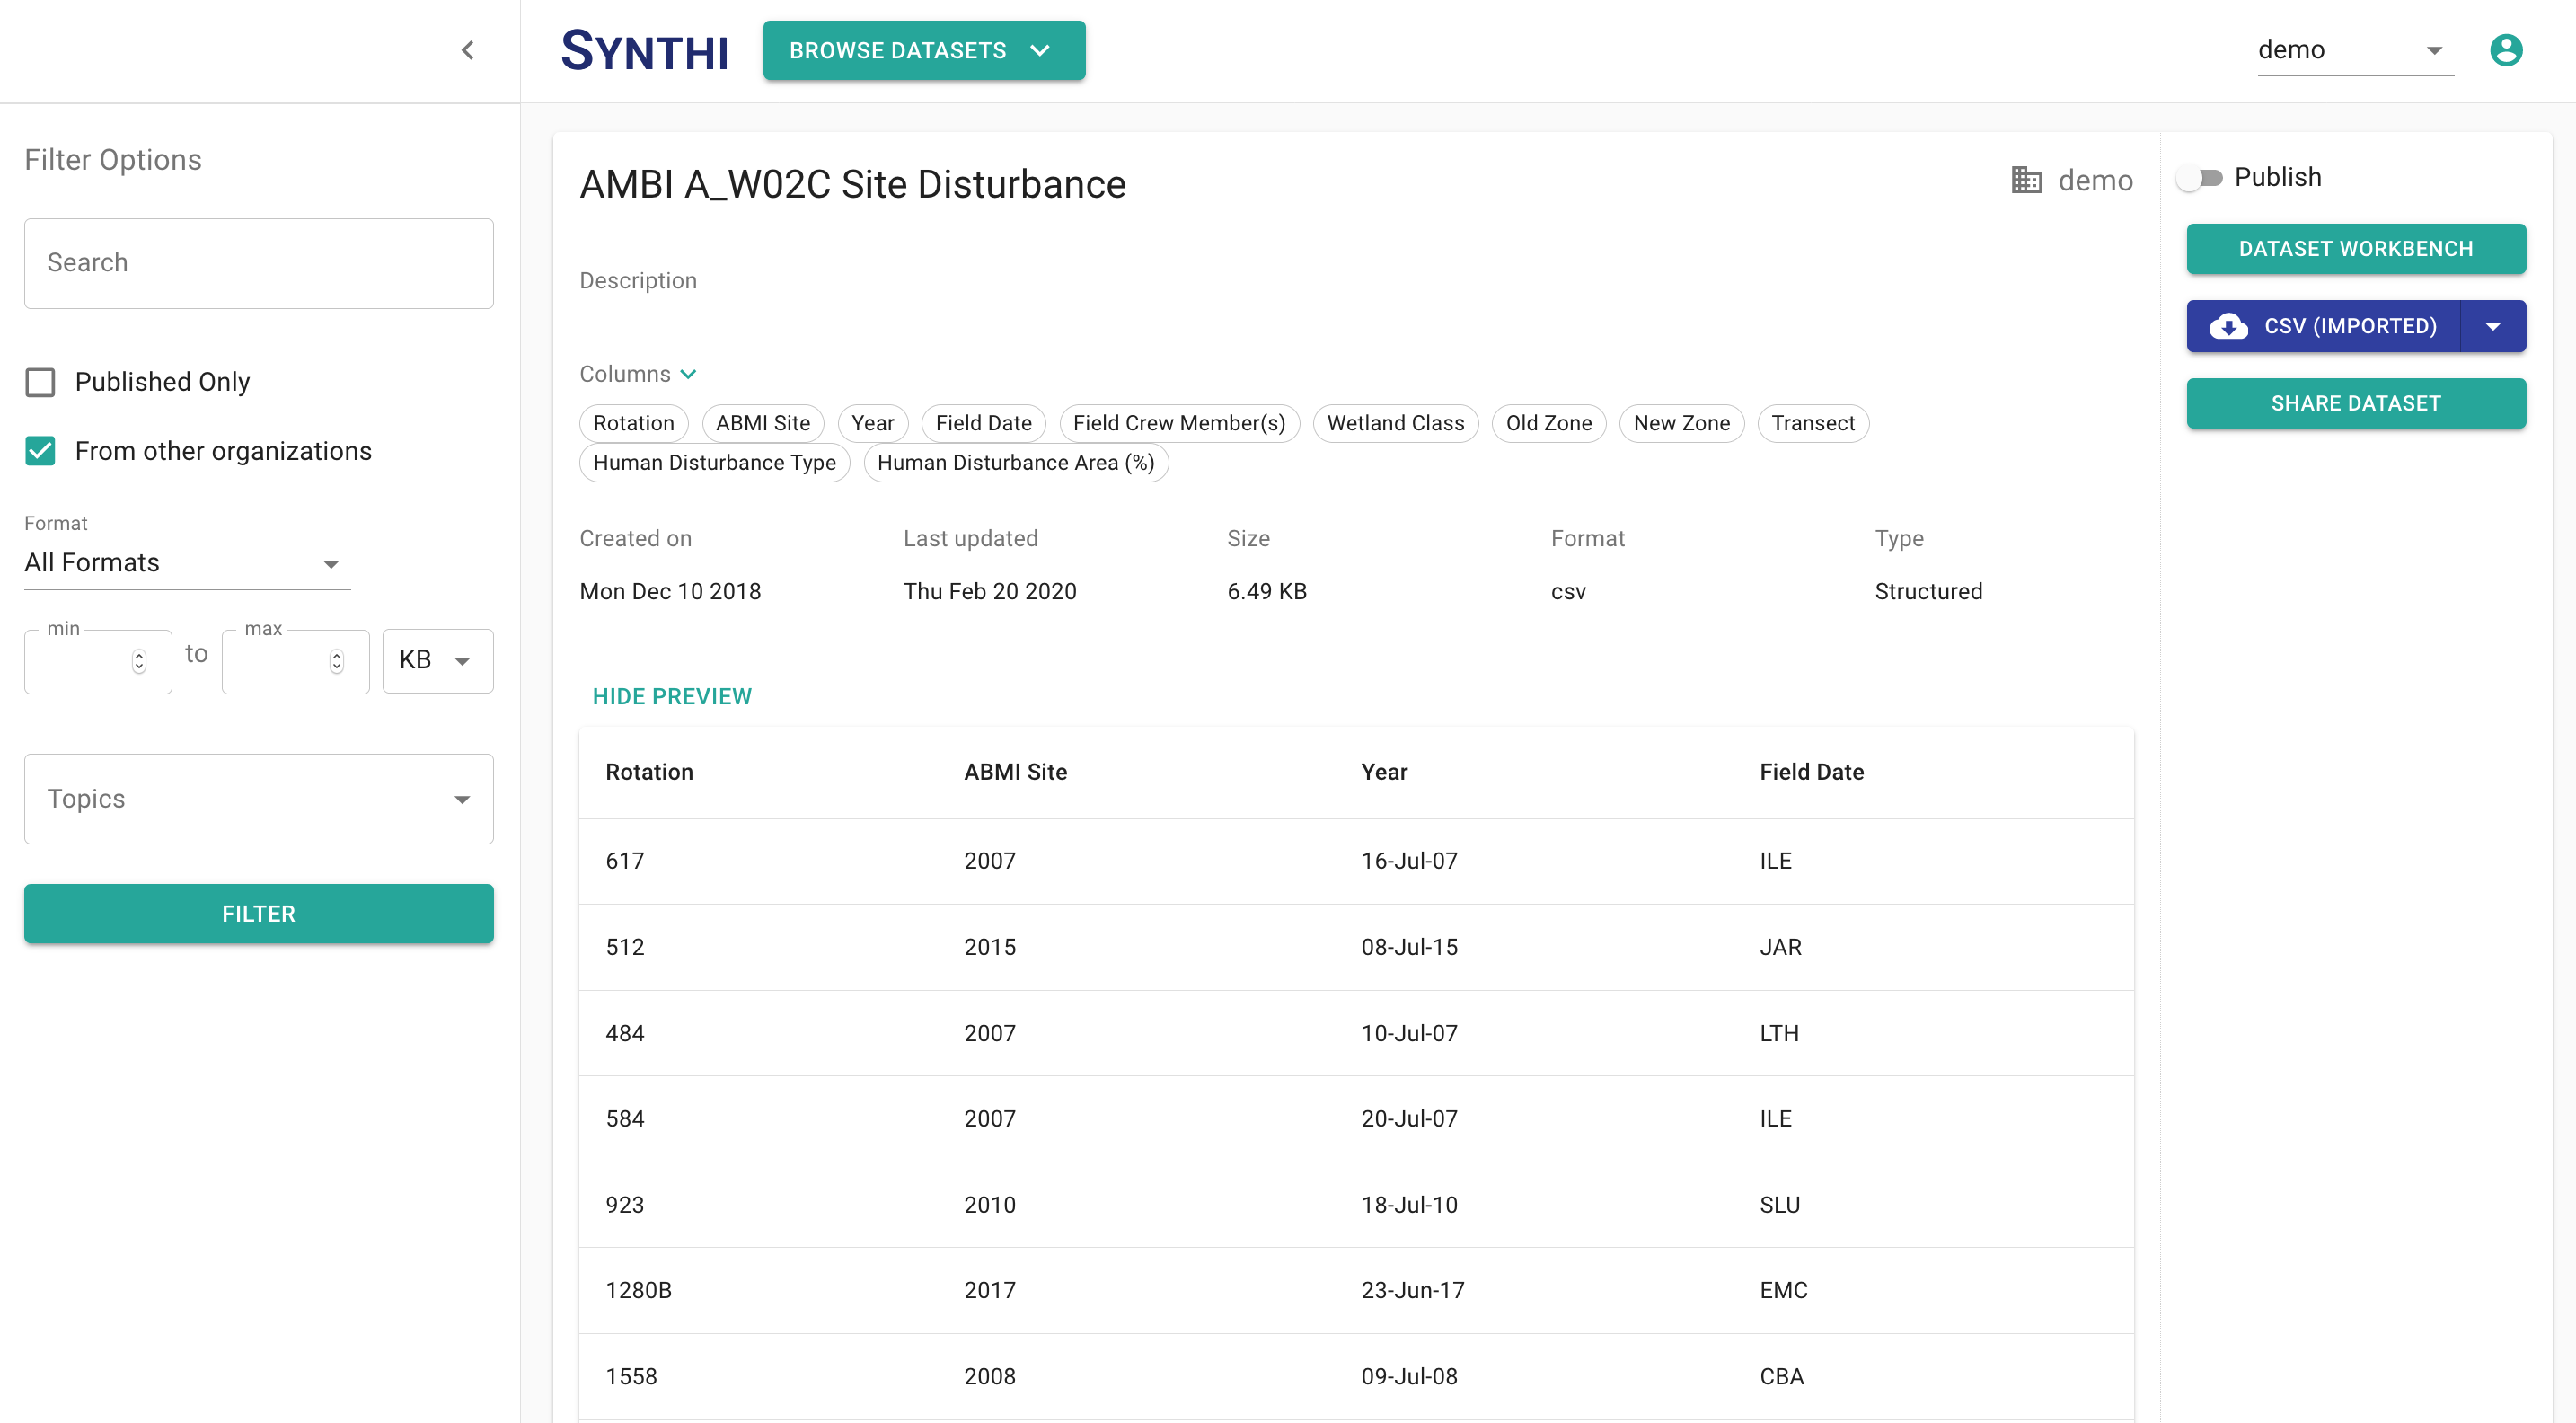 SYNTHI
BROWSE DATASETS
demo
Filter Options
Search
Published Only
From other organizations
Format
All Formats
min
to
max
KB
Topics
FILTER
AMBI A_W02C Site Disturbance
demo
Description
Columns
Rotation ABMI Site Year Field Date Field Crew Member(s) Wetland Class Old Zone New Zone Transect
Human Disturbance Type Human Disturbance Area (%)
Created on Last updated Size Format Type
Mon Dec 10 2018 Thu Feb 20 2020 6.49 KB csv Structured
HIDE PREVIEW
Rotation ABMI Site Year Field Date
617 2007 16-Jul-07 ILE
512 2015 08-Jul-15 JAR
484 2007 10-Jul-07 LTH
584 2007 20-Jul-07 ILE
923 2010 18-Jul-10 SLU
1280B 2017 23-Jun-17 EMC
1558 2008 09-Jul-08 CBA
Publish
DATASET WORKBENCH
CSV (IMPORTED)
SHARE DATASET